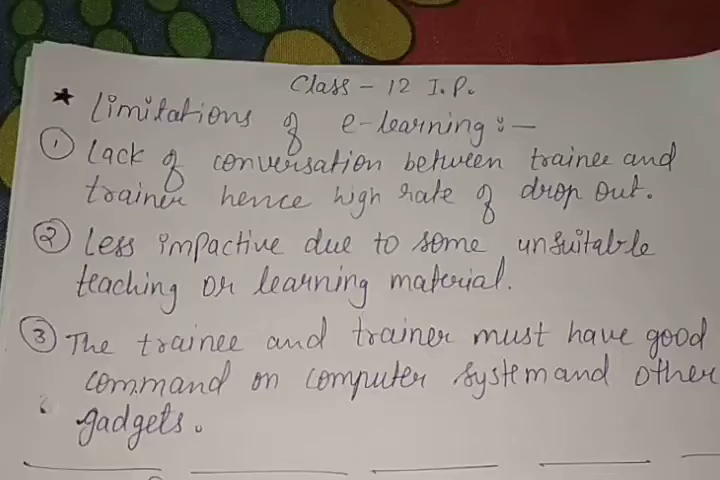 Class - 12 I.P.
★ Limitations of e-learning :-
① Lack of conversation between trainee and
trainer hence high rate of drop out.
② Less impactive due to some unsuitable
teaching or learning material.
③ The trainee and trainer must have good
command on computer system and other
gadgets.